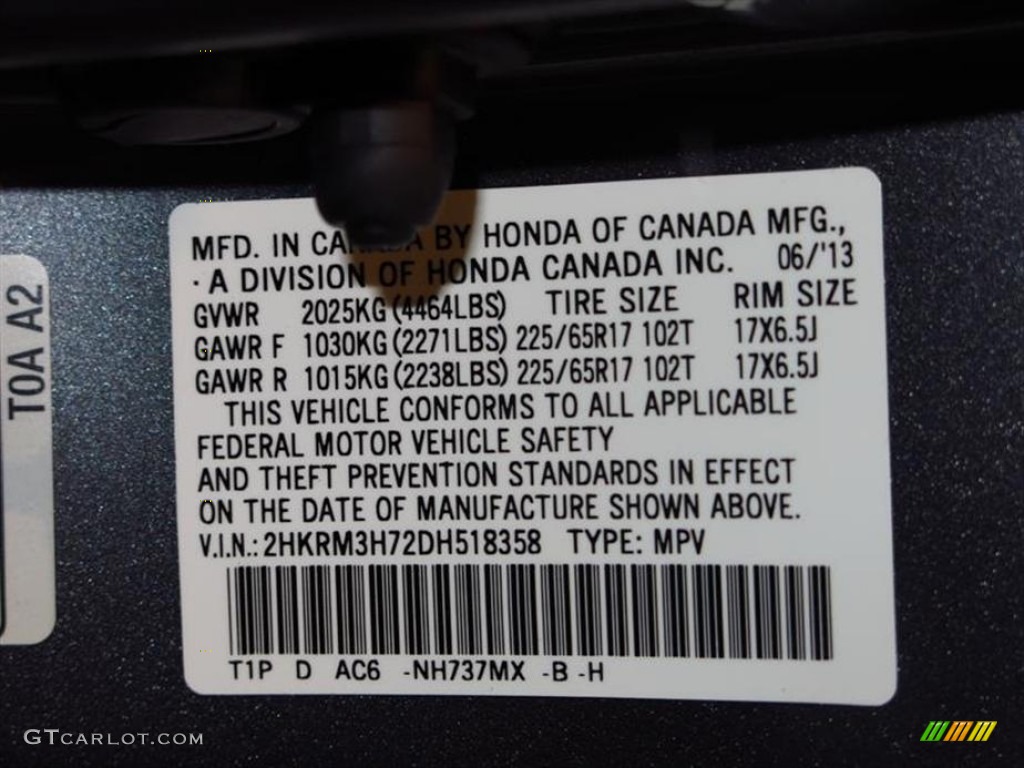 MFD. IN CANADA BY HONDA OF CANADA MFG.,
· A DIVISION OF HONDA CANADA INC. 06/'13
GVWR 2025KG (4464LBS) TIRE SIZE RIM SIZE
GAWR F 1030KG (2271LBS) 225/65R17 102T 17X6.5J
GAWR R 1015KG (2238LBS) 225/65R17 102T 17X6.5J
THIS VEHICLE CONFORMS TO ALL APPLICABLE
FEDERAL MOTOR VEHICLE SAFETY
AND THEFT PREVENTION STANDARDS IN EFFECT
ON THE DATE OF MANUFACTURE SHOWN ABOVE.
V.I.N.: 2HKRM3H72DH518358 TYPE: MPV
T1P D AC6 -NH737MX -B -H
T0A A2
GTCARLOT.COM